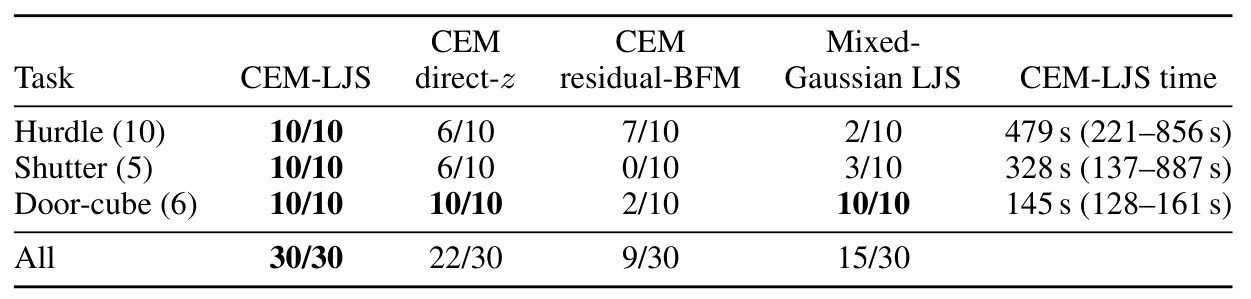 CEM CEM Mixed-
Task CEM-LJS direct-z residual-BFM Gaussian LJS CEM-LJS time
Hurdle (10) 10/10 6/10 7/10 2/10 479 s (221–856 s)
Shutter (5) 10/10 6/10 0/10 3/10 328 s (137–887 s)
Door-cube (6) 10/10 10/10 2/10 10/10 145 s (128–161 s)
All 30/30 22/30 9/30 15/30